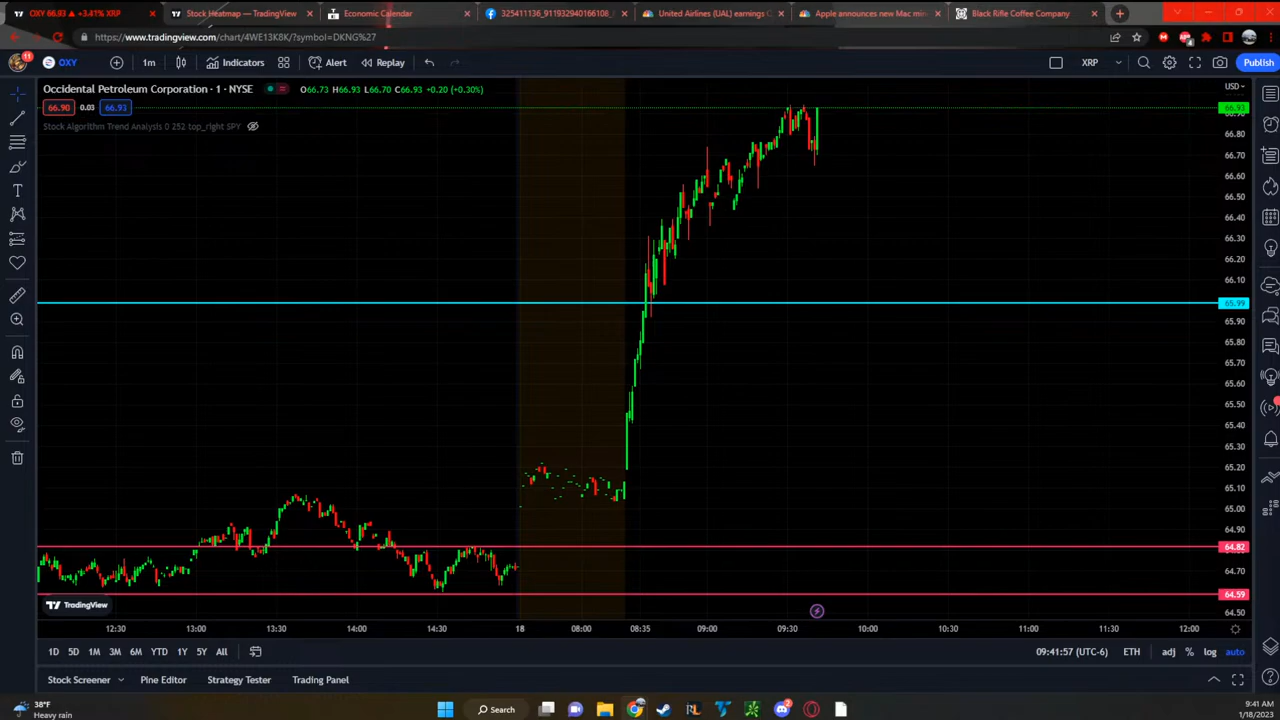 OXY 66.93 ▲ +3.41% XRP
Stock Heatmap — TradingView
Economic Calendar
325411136_911932940166108_
United Airlines (UAL) earnings
Apple announces new Mac mini
Black Rifle Coffee Company
https://www.tradingview.com/chart/4WE13K8K/?symbol=DKNG%27
11
OXY
1m
Indicators
Alert
Replay
XRP
Publish
Occidental Petroleum Corporation · 1 · NYSE
O66.73 H66.93 L66.70 C66.93 +0.20 (+0.30%)
USD
66.90 0.03 66.93
66.93
Stock Algorithm Trend Analysis 0 252 top_right SPY
66.80
66.70
66.60
66.50
66.40
66.30
66.20
66.10
65.99
65.90
65.80
65.70
65.60
65.50
65.40
65.30
65.20
65.10
65.00
64.90
64.82
64.70
64.59
64.50
TradingView
12:30 13:00 13:30 14:00 14:30 18 08:00 08:35 09:00 09:30 10:00 10:30 11:00 11:30 12:00
1D 5D 1M 3M 6M YTD 1Y 5Y All
09:41:57 (UTC-6) ETH adj % log auto
Stock Screener Pine Editor Strategy Tester Trading Panel
38°F
Heavy rain
Search
2
9:41 AM
1/18/2023